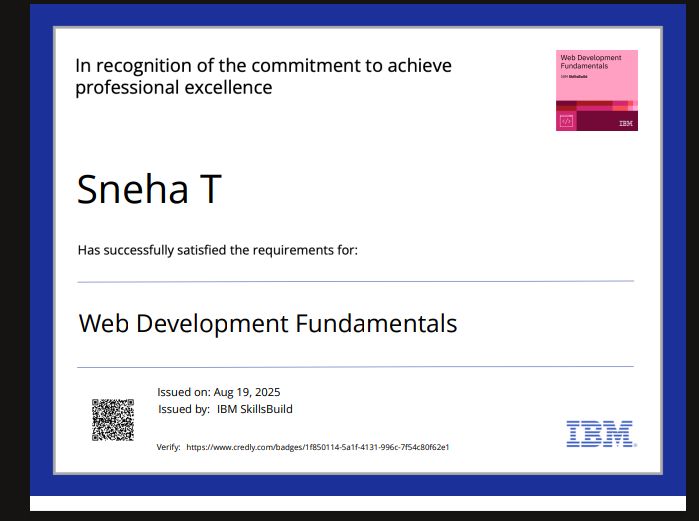 In recognition of the commitment to achieve
professional excellence
Web Development
Fundamentals
IBM SkillsBuild
</>
IBM
Sneha T
Has successfully satisfied the requirements for:
Web Development Fundamentals
Issued on: Aug 19, 2025
Issued by: IBM SkillsBuild
Verify: https://www.credly.com/badges/1f850114-5a1f-4131-996c-7f54c80f62e1
IBM®